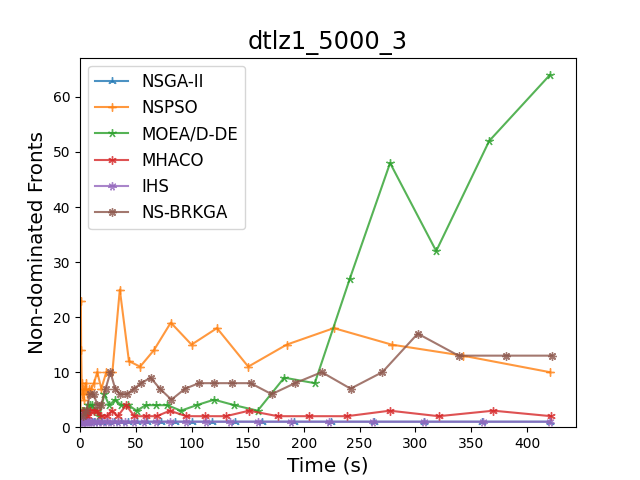 dtlz1_5000_3
NSGA-II
NSPSO
MOEA/D-DE
MHACO
IHS
NS-BRKGA
Non-dominated Fronts
60
50
40
30
20
10
0
0 50 100 150 200 250 300 350 400
Time (s)